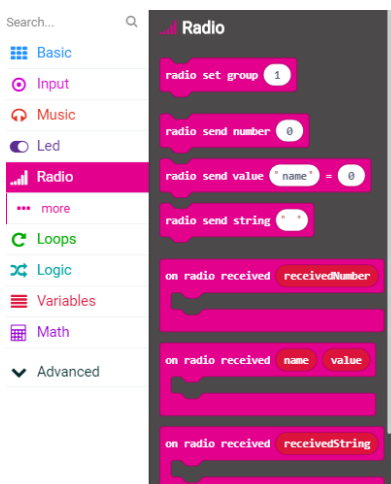 Search...
Basic
Input
Music
Led
Radio
more
Loops
Logic
Variables
Math
Advanced
Radio
radio set group 1
radio send number 0
radio send value "name" = 0
radio send string " "
on radio received receivedNumber
on radio received name value
on radio received receivedString